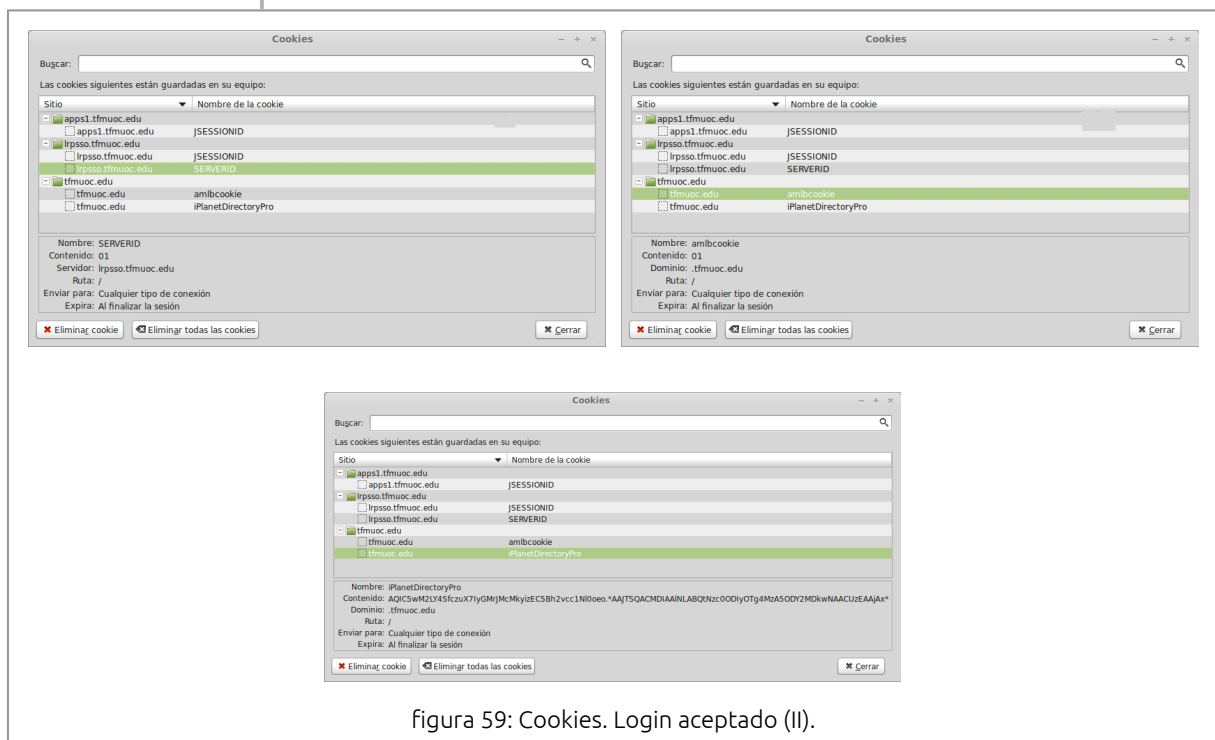 Cookies
Buscar:
Las cookies siguientes están guardadas en su equipo:
Sitio Nombre de la cookie
apps1.tfmuoc.edu
apps1.tfmuoc.edu JSESSIONID
lrpsso.tfmuoc.edu
lrpsso.tfmuoc.edu JSESSIONID
lrpsso.tfmuoc.edu SERVERID
tfmuoc.edu
tfmuoc.edu amlbcookie
tfmuoc.edu iPlanetDirectoryPro
Nombre: SERVERID
Contenido: 01
Servidor: lrpsso.tfmuoc.edu
Ruta: /
Enviar para: Cualquier tipo de conexión
Expira: Al finalizar la sesión
Eliminar cookie Eliminar todas las cookies Cerrar
Cookies
Buscar:
Las cookies siguientes están guardadas en su equipo:
Sitio Nombre de la cookie
apps1.tfmuoc.edu
apps1.tfmuoc.edu JSESSIONID
lrpsso.tfmuoc.edu
lrpsso.tfmuoc.edu JSESSIONID
lrpsso.tfmuoc.edu SERVERID
tfmuoc.edu
tfmuoc.edu amlbcookie
tfmuoc.edu iPlanetDirectoryPro
Nombre: amlbcookie
Contenido: 01
Dominio: .tfmuoc.edu
Ruta: /
Enviar para: Cualquier tipo de conexión
Expira: Al finalizar la sesión
Eliminar cookie Eliminar todas las cookies Cerrar
Cookies
Buscar:
Las cookies siguientes están guardadas en su equipo:
Sitio Nombre de la cookie
apps1.tfmuoc.edu
apps1.tfmuoc.edu JSESSIONID
lrpsso.tfmuoc.edu
lrpsso.tfmuoc.edu JSESSIONID
lrpsso.tfmuoc.edu SERVERID
tfmuoc.edu
tfmuoc.edu amlbcookie
tfmuoc.edu iPlanetDirectoryPro
Nombre: iPlanetDirectoryPro
Contenido:
Dominio: .tfmuoc.edu
Ruta: /
Enviar para: Cualquier tipo de conexión
Expira: Al finalizar la sesión
Eliminar cookie Eliminar todas las cookies Cerrar
figura 59: Cookies. Login aceptado (II).